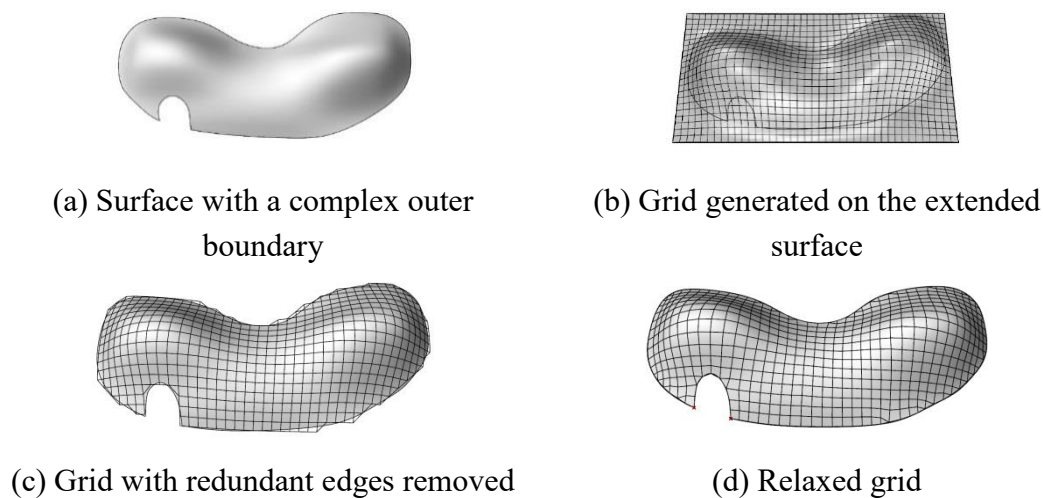 (a) Surface with a complex outer
boundary
(b) Grid generated on the extended
surface
(c) Grid with redundant edges removed
(d) Relaxed grid